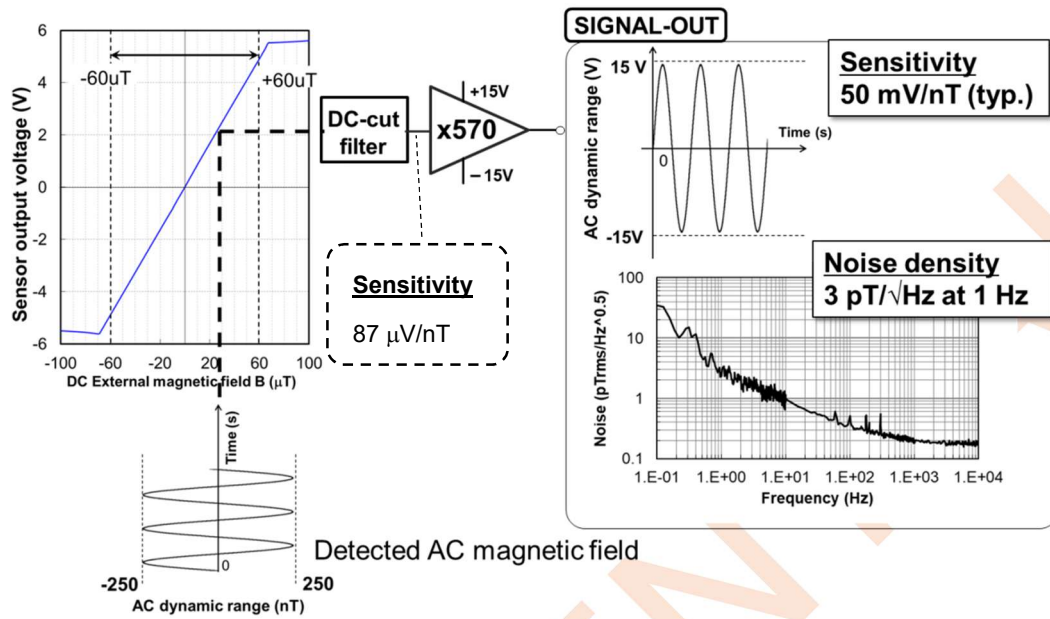 6
4
2
0
-2
-4
-6
Sensor output voltage (V)
-60uT
+60uT
-100
-60
-20
20
60
100
DC External magnetic field B (μT)
DC-cut
filter
+15V
x570
– 15V
Sensitivity
87 μV/nT
SIGNAL-OUT
15 V
AC dynamic range (V)
Time (s)
0
-15V
Sensitivity
50 mV/nT (typ.)
Noise density
3 pT/√Hz at 1 Hz
100
10
1
0.1
Noise (pTrms/Hz^0.5)
1.E-01
1.E+00
1.E+01
1.E+02
1.E+03
1.E+04
Frequency (Hz)
Time (s)
0
-250
250
AC dynamic range (nT)
Detected AC magnetic field